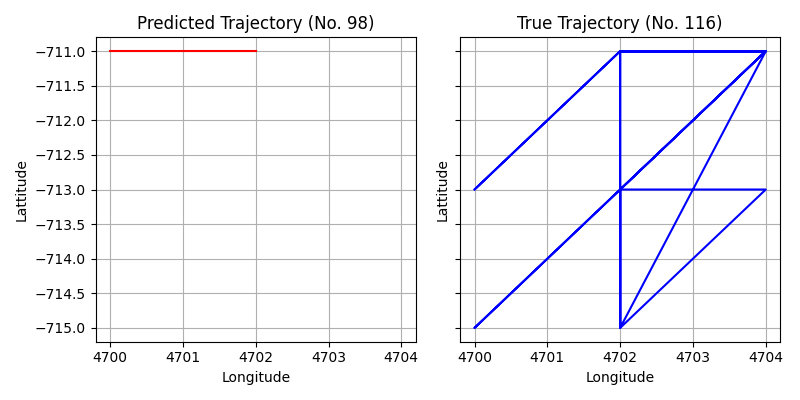 Predicted Trajectory (No. 98)
True Trajectory (No. 116)
−711.0
−711.5
−712.0
−712.5
−713.0
−713.5
−714.0
−714.5
−715.0
Lattitude
Lattitude
4700 4701 4702 4703 4704
4700 4701 4702 4703 4704
Longitude
Longitude